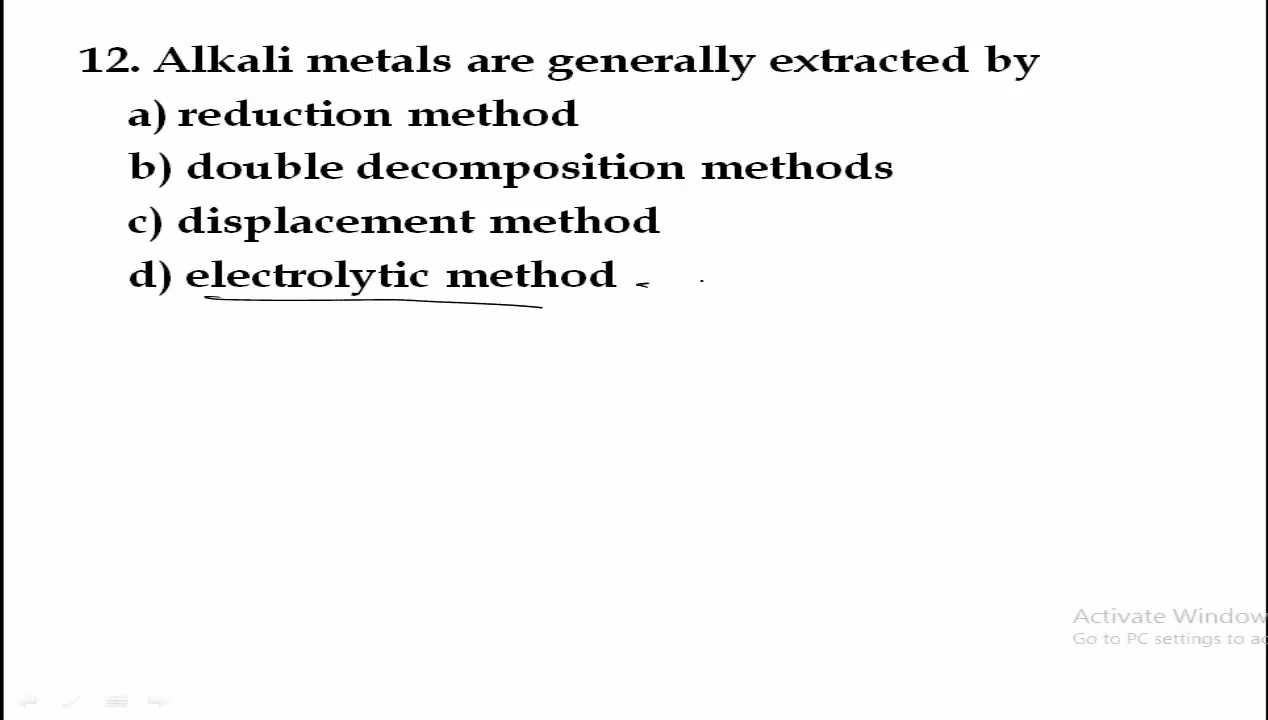 12. Alkali metals are generally extracted by
a) reduction method
b) double decomposition methods
c) displacement method
d) electrolytic method
Activate Window
Go to PC settings to ac